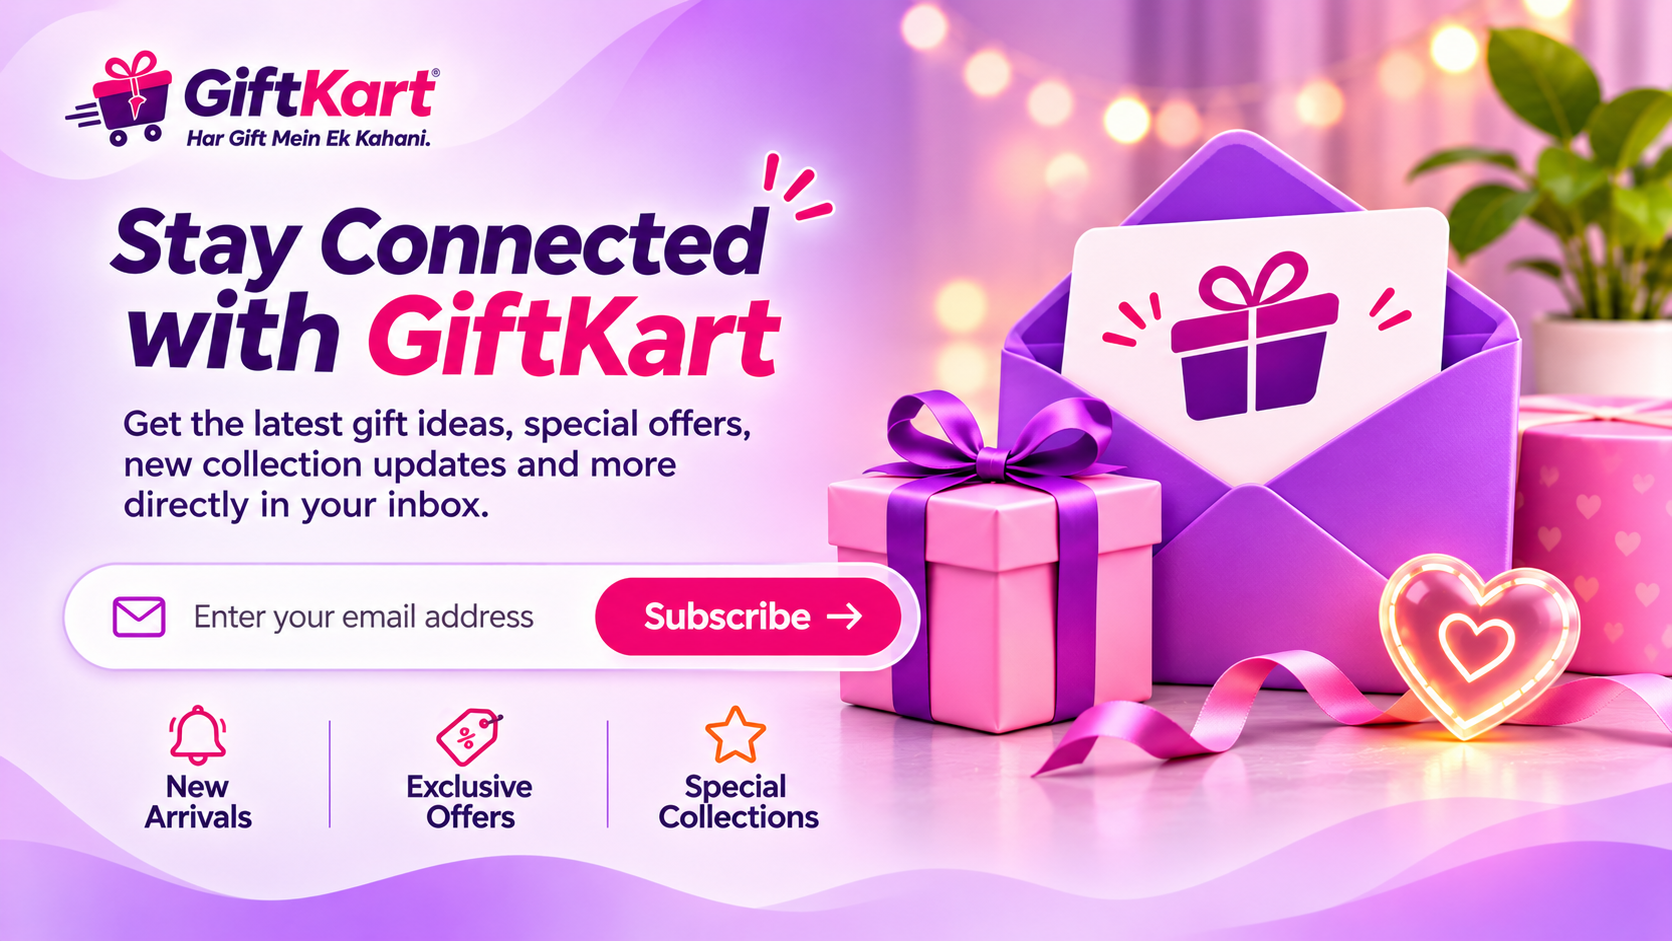 GiftKart®
Har Gift Mein Ek Kahani.
Stay Connected
with GiftKart
Get the latest gift ideas, special offers,
new collection updates and more
directly in your inbox.
Enter your email address
Subscribe →
%
New
Arrivals
Exclusive
Offers
Special
Collections